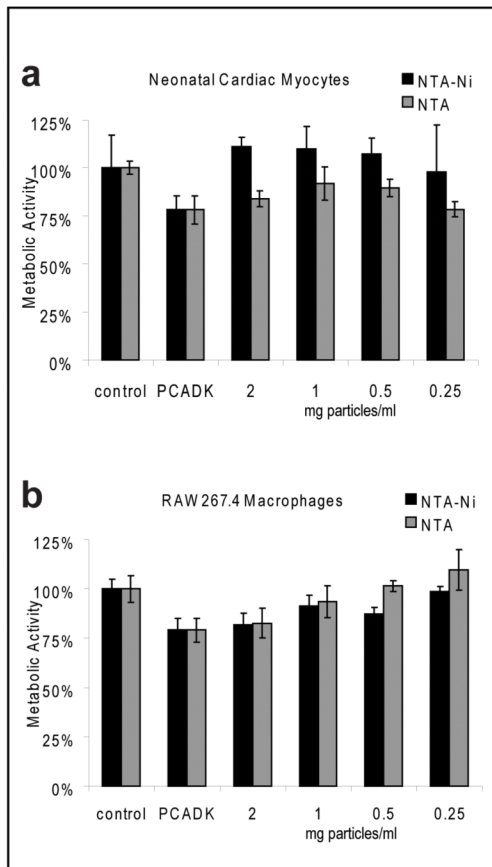 a
Neonatal Cardiac Myocytes
NTA-Ni
NTA
125%
100%
75%
50%
25%
0%
Metabolic Activity
control PCADK 2 1 0.5 0.25
mg particles/ml
b
RAW 267.4 Macrophages
NTA-Ni
NTA
125%
100%
75%
50%
25%
0%
Metabolic Activity
control PCADK 2 1 0.5 0.25
mg particles/ml